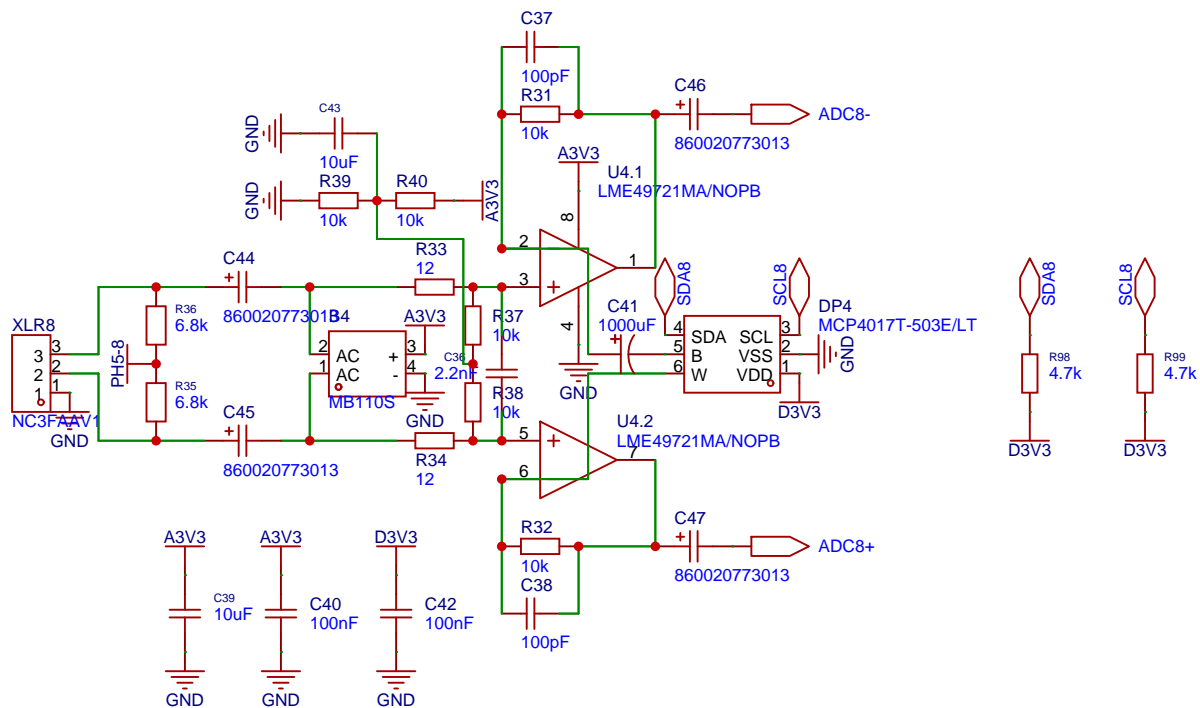 C37
100pF
R31
10k
C46
860020773013
ADC8-
C43
10uF
GND
R39
10k
R40
10k
GND
A3V3
A3V3
U4.1
LME49721MA/NOPB
8
2
3
1
4
GND
C44
860020773013
R33
12
XLR8
3
2
1
NC3FAAV1
GND
R36
6.8k
PH5-8
R35
6.8k
B4
A3V3
2
AC
1
AC
+
3
-
4
MB110S
GND
C36
2.2nF
R37
10k
R38
10k
C41
1000uF
SDA8
SCL8
DP4
MCP4017T-503E/LT
4
SDA
5
B
6
W
SCL
3
VSS
2
VDD
1
GND
D3V3
SDA8
R98
4.7k
D3V3
SCL8
R99
4.7k
D3V3
C45
860020773013
R34
12
U4.2
LME49721MA/NOPB
5
6
7
R32
10k
C38
100pF
C47
860020773013
ADC8+
A3V3
C39
10uF
GND
A3V3
C40
100nF
GND
D3V3
C42
100nF
GND